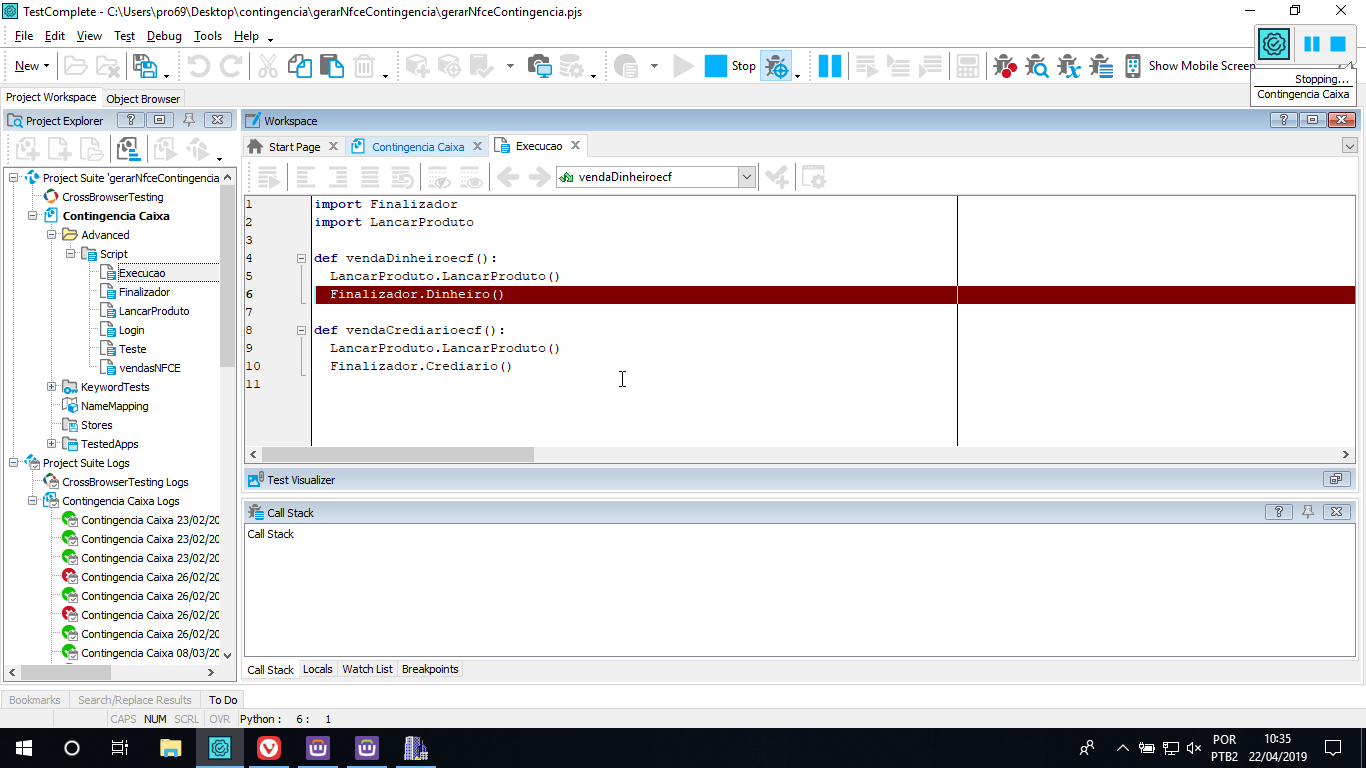 TestComplete - C:\Users\pro69\Desktop\contingencia\gerarNfceContingencia\gerarNfceContingencia.pjs
File Edit View Test Debug Tools Help
New
Stop
Show Mobile Screen
Stopping...
Contingencia Caixa
Project Workspace Object Browser
Project Explorer
Workspace
Start Page
Contingencia Caixa
Execucao
vendaDinheiroecf
Project Suite 'gerarNfceContingencia
CrossBrowserTesting
Contingencia Caixa
Advanced
Script
Execucao
Finalizador
LancarProduto
Login
Teste
vendasNFCE
KeywordTests
NameMapping
Stores
TestedApps
Project Suite Logs
CrossBrowserTesting Logs
Contingencia Caixa Logs
Contingencia Caixa 23/02/20
Contingencia Caixa 23/02/20
Contingencia Caixa 23/02/20
Contingencia Caixa 26/02/20
Contingencia Caixa 26/02/20
Contingencia Caixa 26/02/20
Contingencia Caixa 26/02/20
Contingencia Caixa 08/03/20
1 import Finalizador
2 import LancarProduto
3
4 def vendaDinheiroecf():
5 LancarProduto.LancarProduto()
6 Finalizador.Dinheiro()
7
8 def vendaCrediarioecf():
9 LancarProduto.LancarProduto()
10 Finalizador.Crediario()
11
Test Visualizer
Call Stack
Call Stack
Call Stack Locals Watch List Breakpoints
Bookmarks Search/Replace Results To Do
CAPS NUM SCRL OVR Python : 6 : 1
POR
PTB2
10:35
22/04/2019